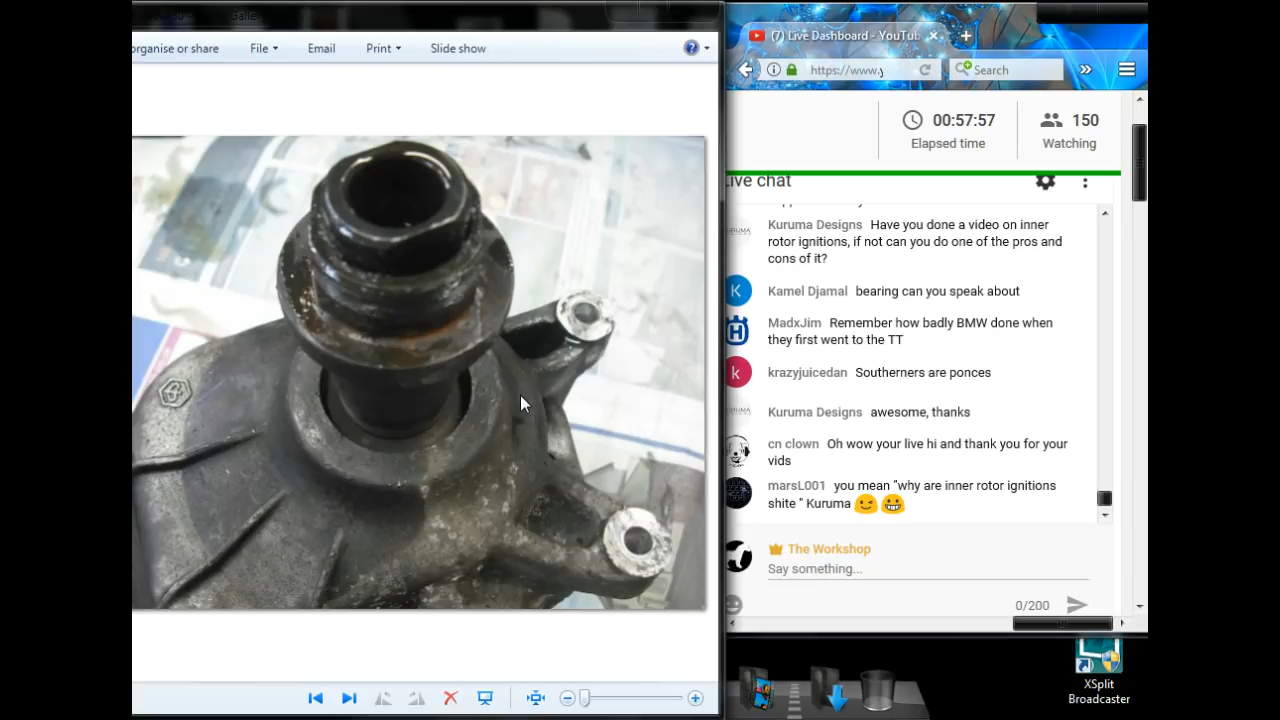 Gallery
organise or share File Email Print Slide show
(7) Live Dashboard - YouTub
https://www.y
Search
00:57:57
Elapsed time
150
Watching
Live chat
Kuruma Designs Have you done a video on inner
rotor ignitions, if not can you do one of the pros and
cons of it?
Kamel Djamal bearing can you speak about
MadxJim Remember how badly BMW done when
they first went to the TT
krazyjuicedan Southerners are ponces
Kuruma Designs awesome, thanks
cn clown Oh wow your live hi and thank you for your
vids
marsL001 you mean "why are inner rotor ignitions
shite " Kuruma 😉 😀
The Workshop
Say something...
0/200
XSplit
Broadcaster